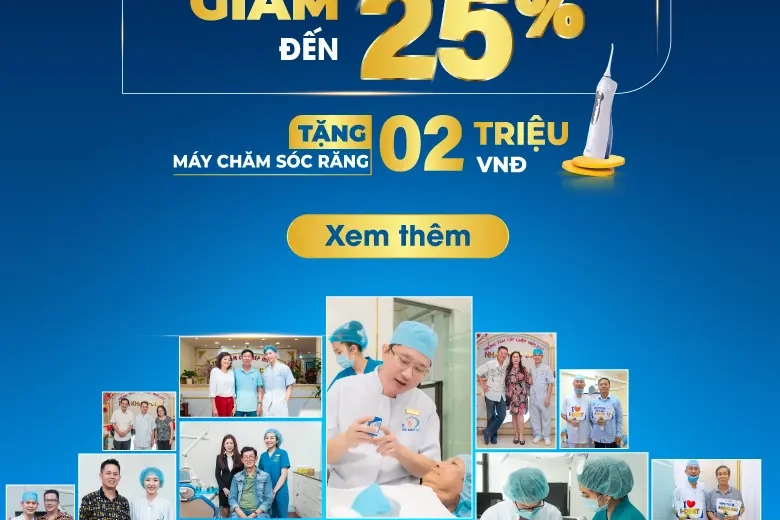 GIẢM
ĐẾN
25%
TẶNG
MÁY CHĂM SÓC RĂNG
02
TRIỆU
VNĐ
Xem thêm